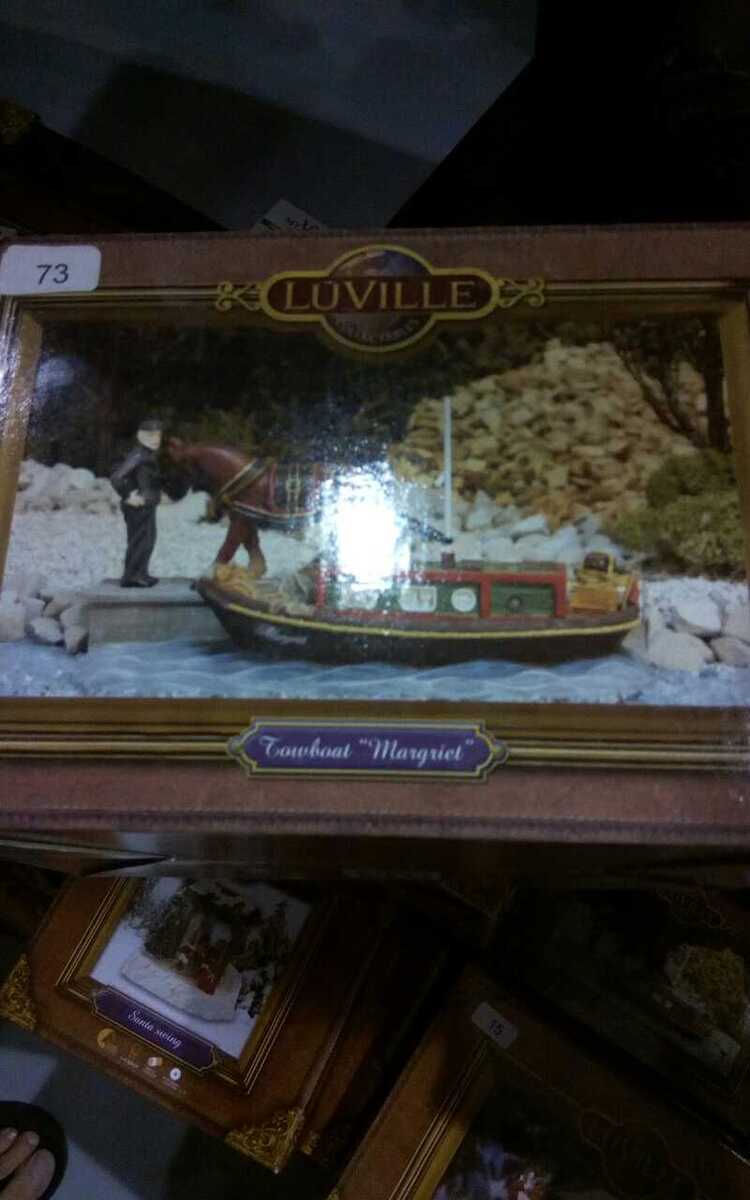 73
LUVILLE
Towboat "Margriet"
Santa swing
15